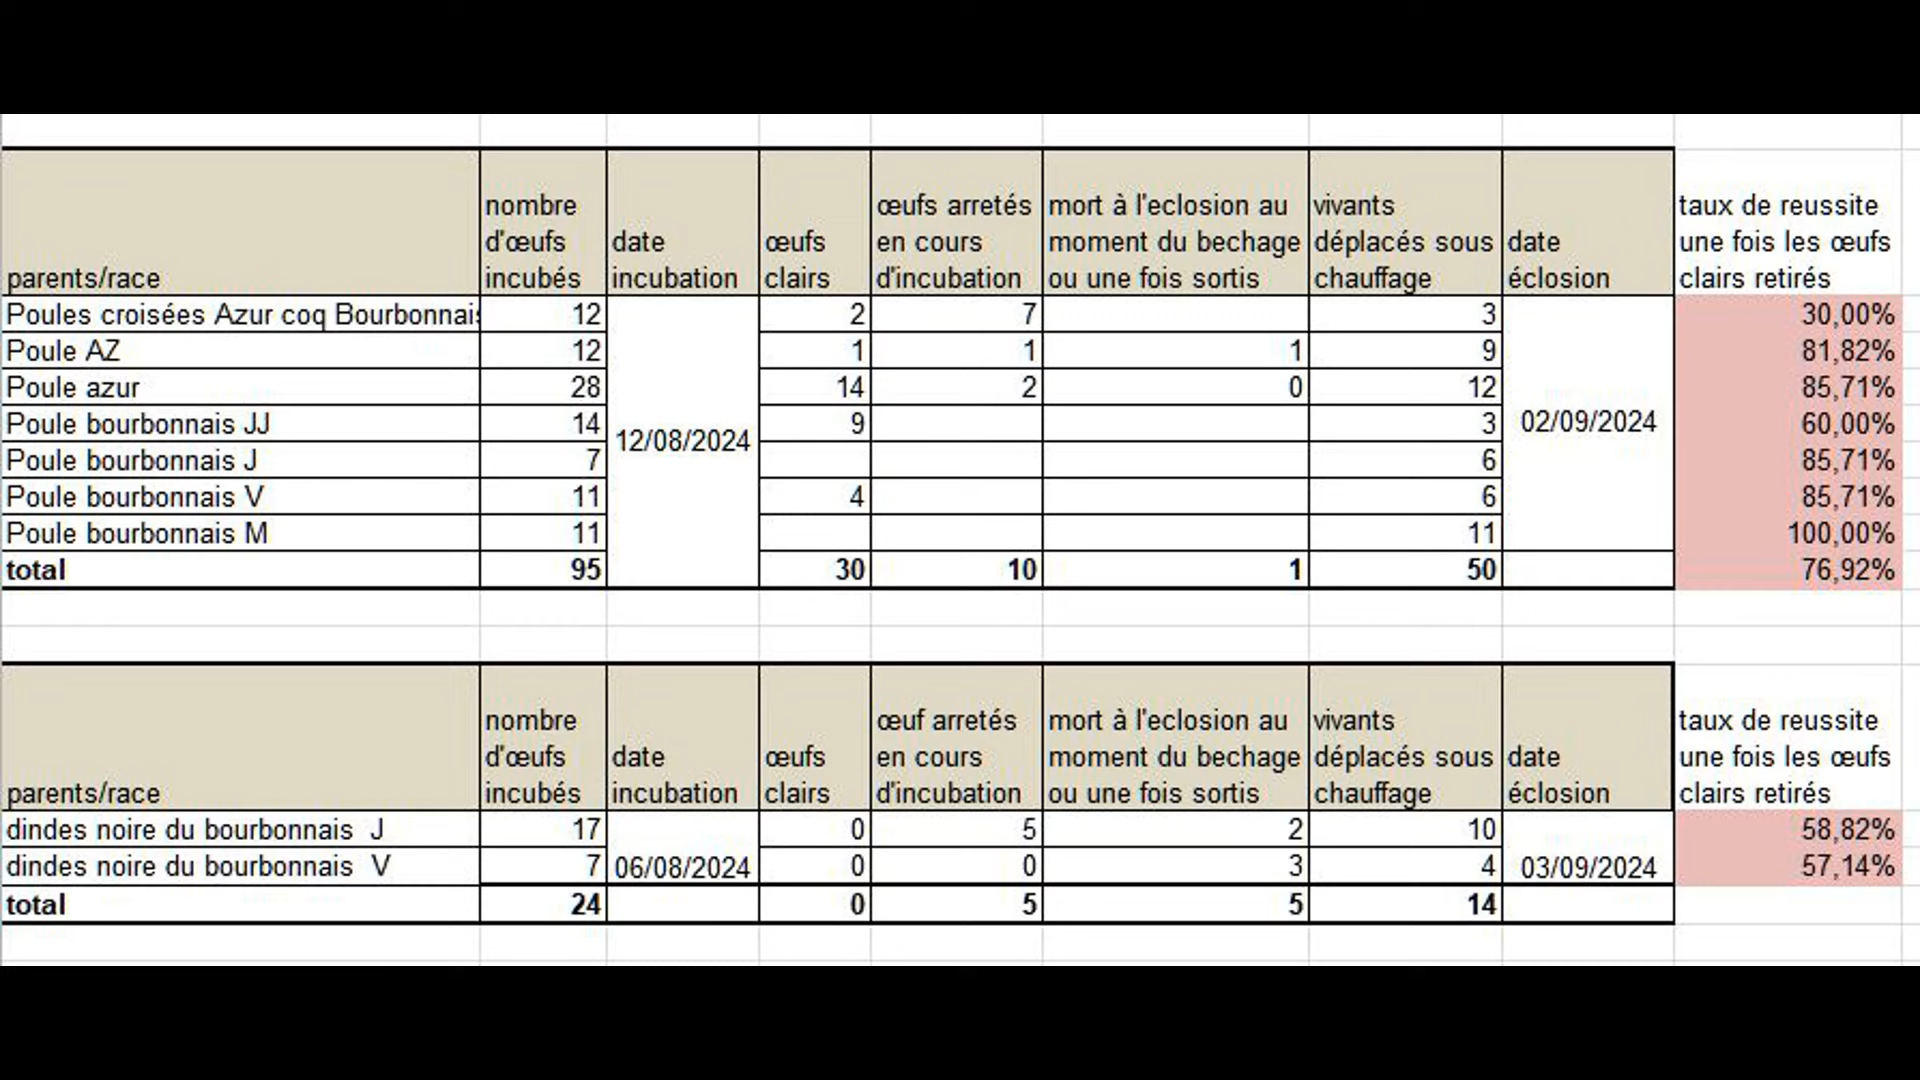 parents/race nombre d'œufs incubés date incubation œufs clairs œufs arretés en cours d'incubation mort à l'eclosion au moment du bechage ou une fois sortis vivants déplacés sous chauffage date éclosion taux de reussite une fois les œufs clairs retirés
Poules croisées Azur coq Bourbonnais 12 2 7 3 30,00%
Poule AZ 12 1 1 1 9 81,82%
Poule azur 28 14 2 0 12 85,71%
Poule bourbonnais JJ 14 12/08/2024 9 3 02/09/2024 60,00%
Poule bourbonnais J 7 6 85,71%
Poule bourbonnais V 11 4 6 85,71%
Poule bourbonnais M 11 11 100,00%
total 95 30 10 1 50 76,92%
parents/race nombre d'œufs incubés date incubation œufs clairs œuf arretés en cours d'incubation mort à l'eclosion au moment du bechage ou une fois sortis vivants déplacés sous chauffage date éclosion taux de reussite une fois les œufs clairs retirés
dindes noire du bourbonnais J 17 0 5 2 10 58,82%
dindes noire du bourbonnais V 7 06/08/2024 0 0 3 4 03/09/2024 57,14%
total 24 0 5 5 14